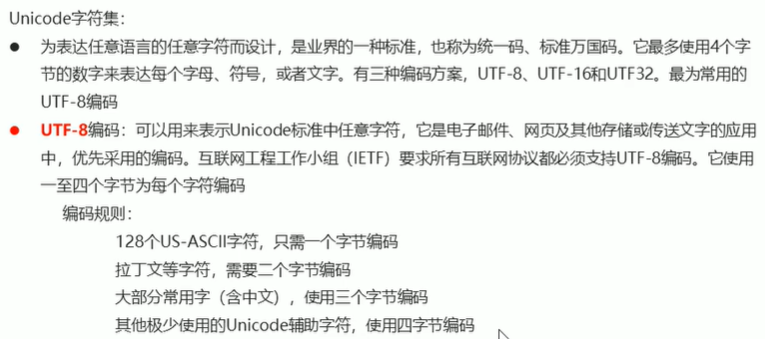 Unicode字符集：
● 为表达任意语言的任意字符而设计，是业界的一种标准，也称为统一码、标准万国码。它最多使用4个字
节的数字来表达每个字母、符号，或者文字。有三种编码方案，UTF-8、UTF-16和UTF32。最为常用的
UTF-8编码
● UTF-8编码：可以用来表示Unicode标准中任意字符，它是电子邮件、网页及其他存储或传送文字的应用
中，优先采用的编码。互联网工程工作小组（IETF）要求所有互联网协议都必须支持UTF-8编码。它使用
一至四个字节为每个字符编码
编码规则：
128个US-ASCII字符，只需一个字节编码
拉丁文等字符，需要二个字节编码
大部分常用字（含中文），使用三个字节编码
其他极少使用的Unicode辅助字符，使用四字节编码